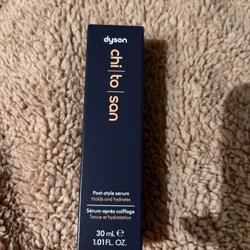 dyson
chi|to|san
Post-style serum
Holds and hydrates
Sérum après coiffage
Tenue et hydratation
30 mL ℮
1.01 FL. OZ.